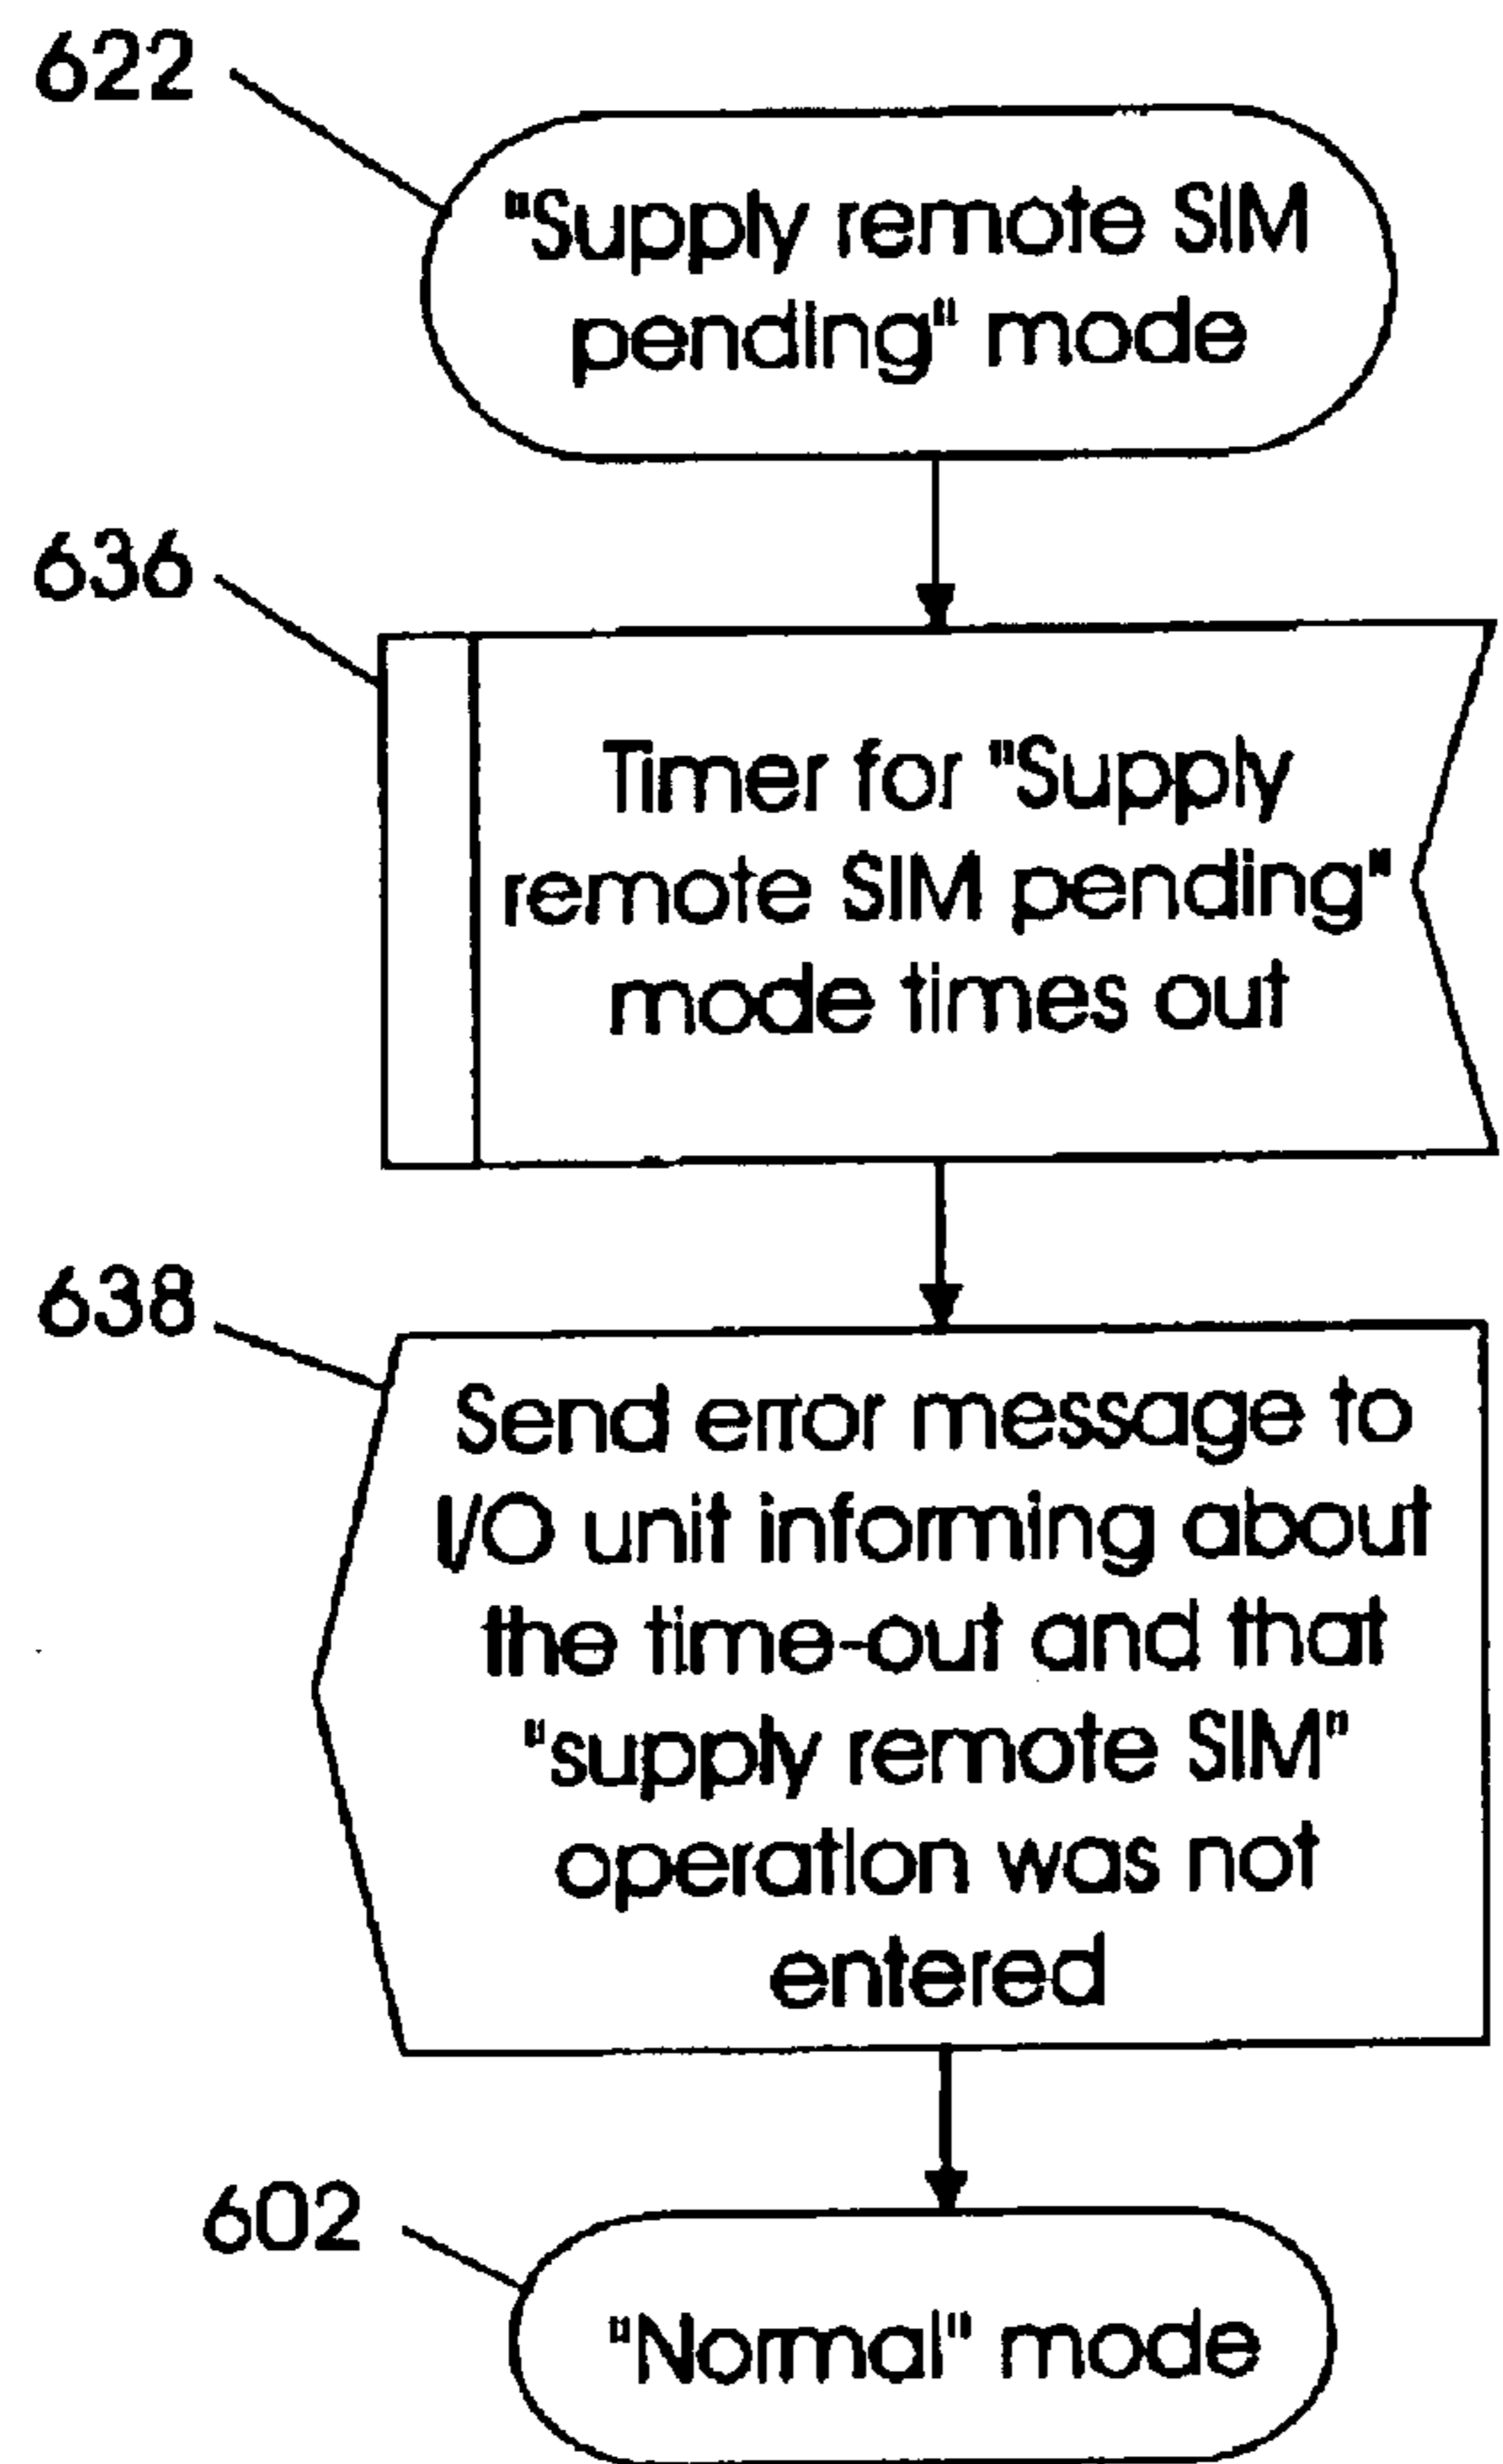 622
"Supply remote SIM
pending" mode
636
Timer for "Supply
remote SIM pending"
mode times out
638
Send error message to
I/O unit informing about
the time-out and that
"supply remote SIM"
operation was not
entered
602
"Normal" mode